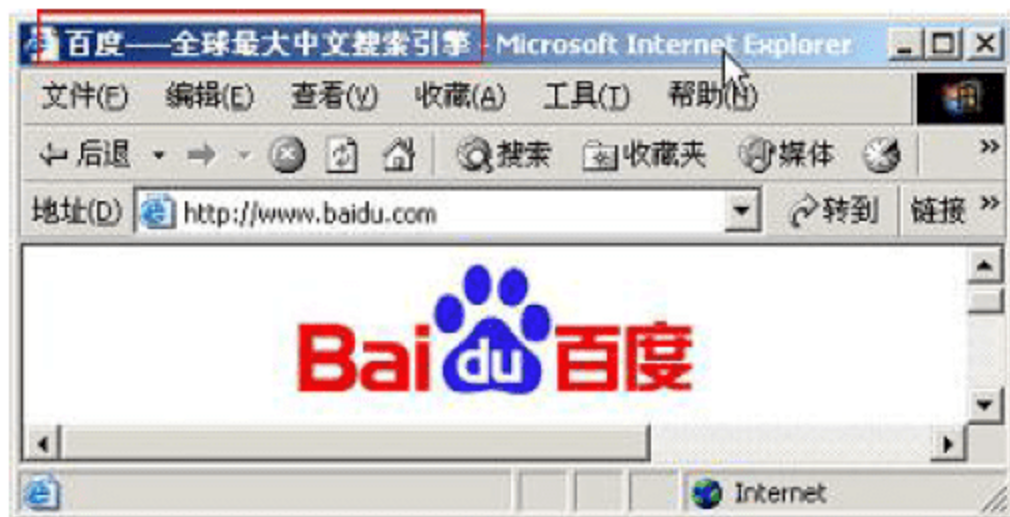 百度——全球最大中文搜索引擎 - Microsoft Internet Explorer
文件(F) 编辑(E) 查看(V) 收藏(A) 工具(T) 帮助(H)
后退 搜索 收藏夹 媒体 »
地址(D) http://www.baidu.com 转到 链接 »
Bai du 百度
Internet